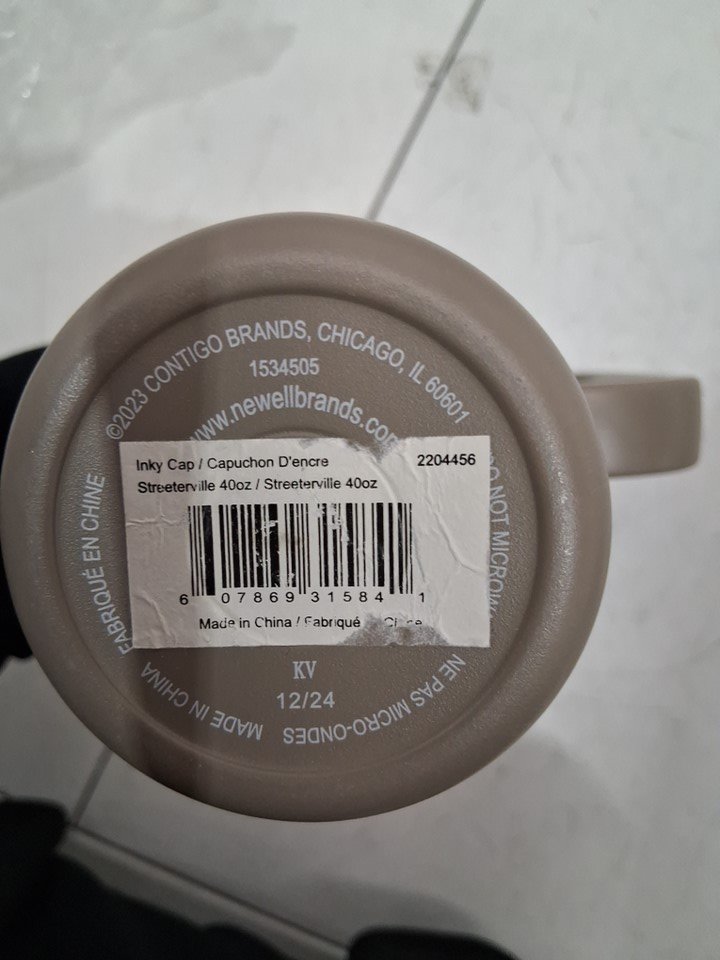 ©2023 CONTIGO BRANDS, CHICAGO, IL 60601
1534505
www.newellbrands.com
Inky Cap / Capuchon D'encre 2204456
Streeterville 40oz / Streeterville 40oz
6 07869 31584 1
Made in China / Fabriqué
DO NOT
NE PAS MICRO-ONDES
MADE IN CHINA
FABRIQUÉ EN CHINE
KV
12/24